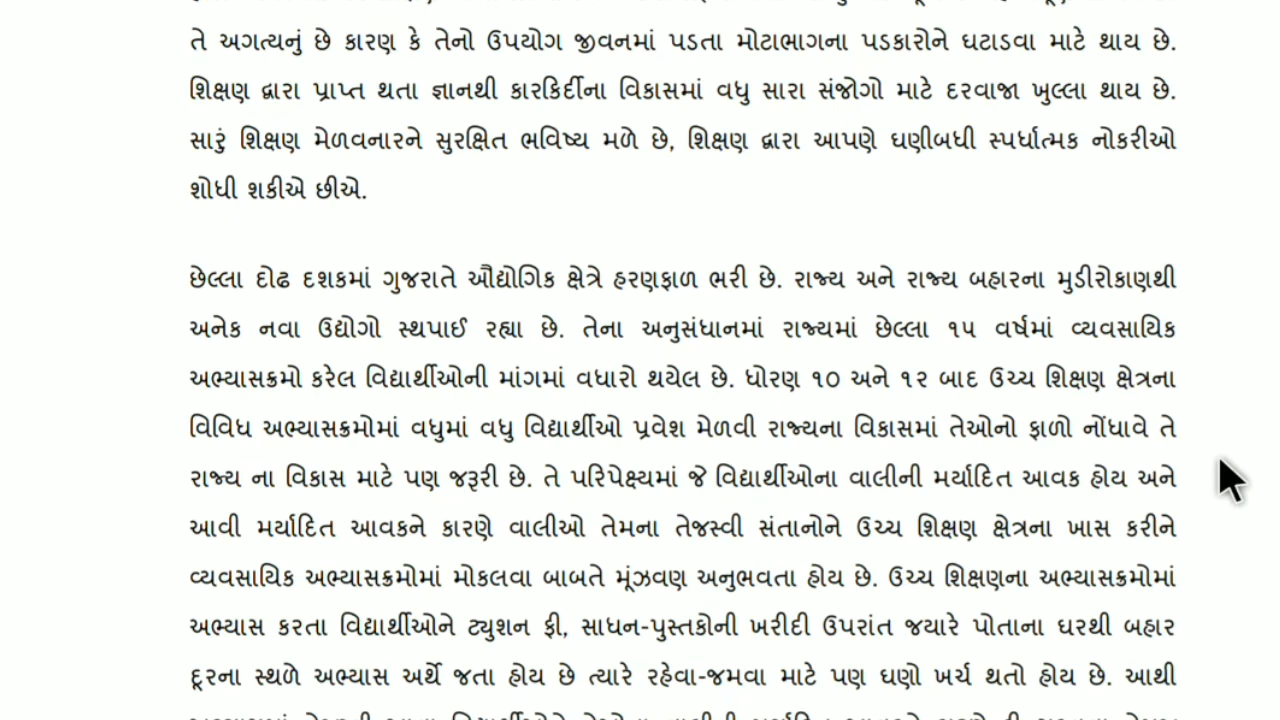 તે અગત્યનું છે કારણ કે તેનો ઉપયોગ જીવનમાં પડતા મોટાભાગના પડકારોને ઘટાડવા માટે થાય છે.
શિક્ષણ દ્વારા પ્રાપ્ત થતા જ્ઞાનથી કારકિર્દીના વિકાસમાં વધુ સારા સંજોગો માટે દરવાજા ખુલ્લા થાય છે.
સારું શિક્ષણ મેળવનારને સુરક્ષિત ભવિષ્ય મળે છે, શિક્ષણ દ્વારા આપણે ઘણીબધી સ્પર્ધાત્મક નોકરીઓ
શોધી શકીએ છીએ.
છેલ્લા દોઢ દશકમાં ગુજરાતે ઔદ્યોગિક ક્ષેત્રે હરણફાળ ભરી છે. રાજ્ય અને રાજ્ય બહારના મુડીરોકાણથી
અનેક નવા ઉદ્યોગો સ્થપાઈ રહ્યા છે. તેના અનુસંધાનમાં રાજ્યમાં છેલ્લા ૧૫ વર્ષમાં વ્યવસાયિક
અભ્યાસક્રમો કરેલ વિદ્યાર્થીઓની માંગમાં વધારો થયેલ છે. ધોરણ ૧૦ અને ૧૨ બાદ ઉચ્ચ શિક્ષણ ક્ષેત્રના
વિવિધ અભ્યાસક્રમોમાં વધુમાં વધુ વિદ્યાર્થીઓ પ્રવેશ મેળવી રાજ્યના વિકાસમાં તેઓનો ફાળો નોંધાવે તે
રાજ્ય ના વિકાસ માટે પણ જરૂરી છે. તે પરિપેક્ષ્યમાં જે વિદ્યાર્થીઓના વાલીની મર્યાદિત આવક હોય અને
આવી મર્યાદિત આવકને કારણે વાલીઓ તેમના તેજસ્વી સંતાનોને ઉચ્ચ શિક્ષણ ક્ષેત્રના ખાસ કરીને
વ્યવસાયિક અભ્યાસક્રમોમાં મોકલવા બાબતે મૂંઝવણ અનુભવતા હોય છે. ઉચ્ચ શિક્ષણના અભ્યાસક્રમોમાં
અભ્યાસ કરતા વિદ્યાર્થીઓને ટ્યુશન ફી, સાધન-પુસ્તકોની ખરીદી ઉપરાંત જયારે પોતાના ઘરથી બહાર
દૂરના સ્થળે અભ્યાસ અર્થે જતા હોય છે ત્યારે રહેવા-જમવા માટે પણ ઘણો ખર્ચ થતો હોય છે. આથી